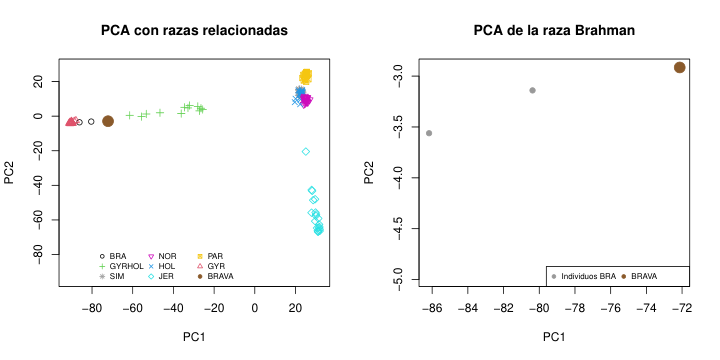 PCA con razas relacionadas
PCA de la raza Brahman
PC2
20
0
−20
−40
−60
−80
BRA NOR PAR
GYRHOL HOL GYR
SIM JER BRAVA
−80 −60 −40 −20 0 20
PC1
PC2
−3.0
−3.5
−4.0
−4.5
−5.0
Individuos BRA BRAVA
−86 −84 −82 −80 −78 −76 −74 −72
PC1